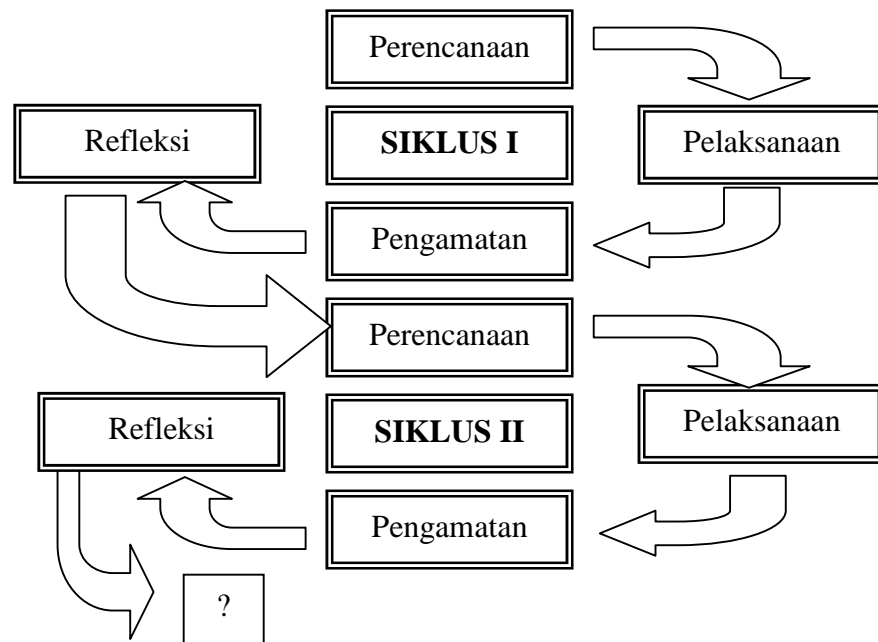 Perencanaan
Refleksi
SIKLUS I
Pelaksanaan
Pengamatan
Perencanaan
Refleksi
SIKLUS II
Pelaksanaan
Pengamatan
?